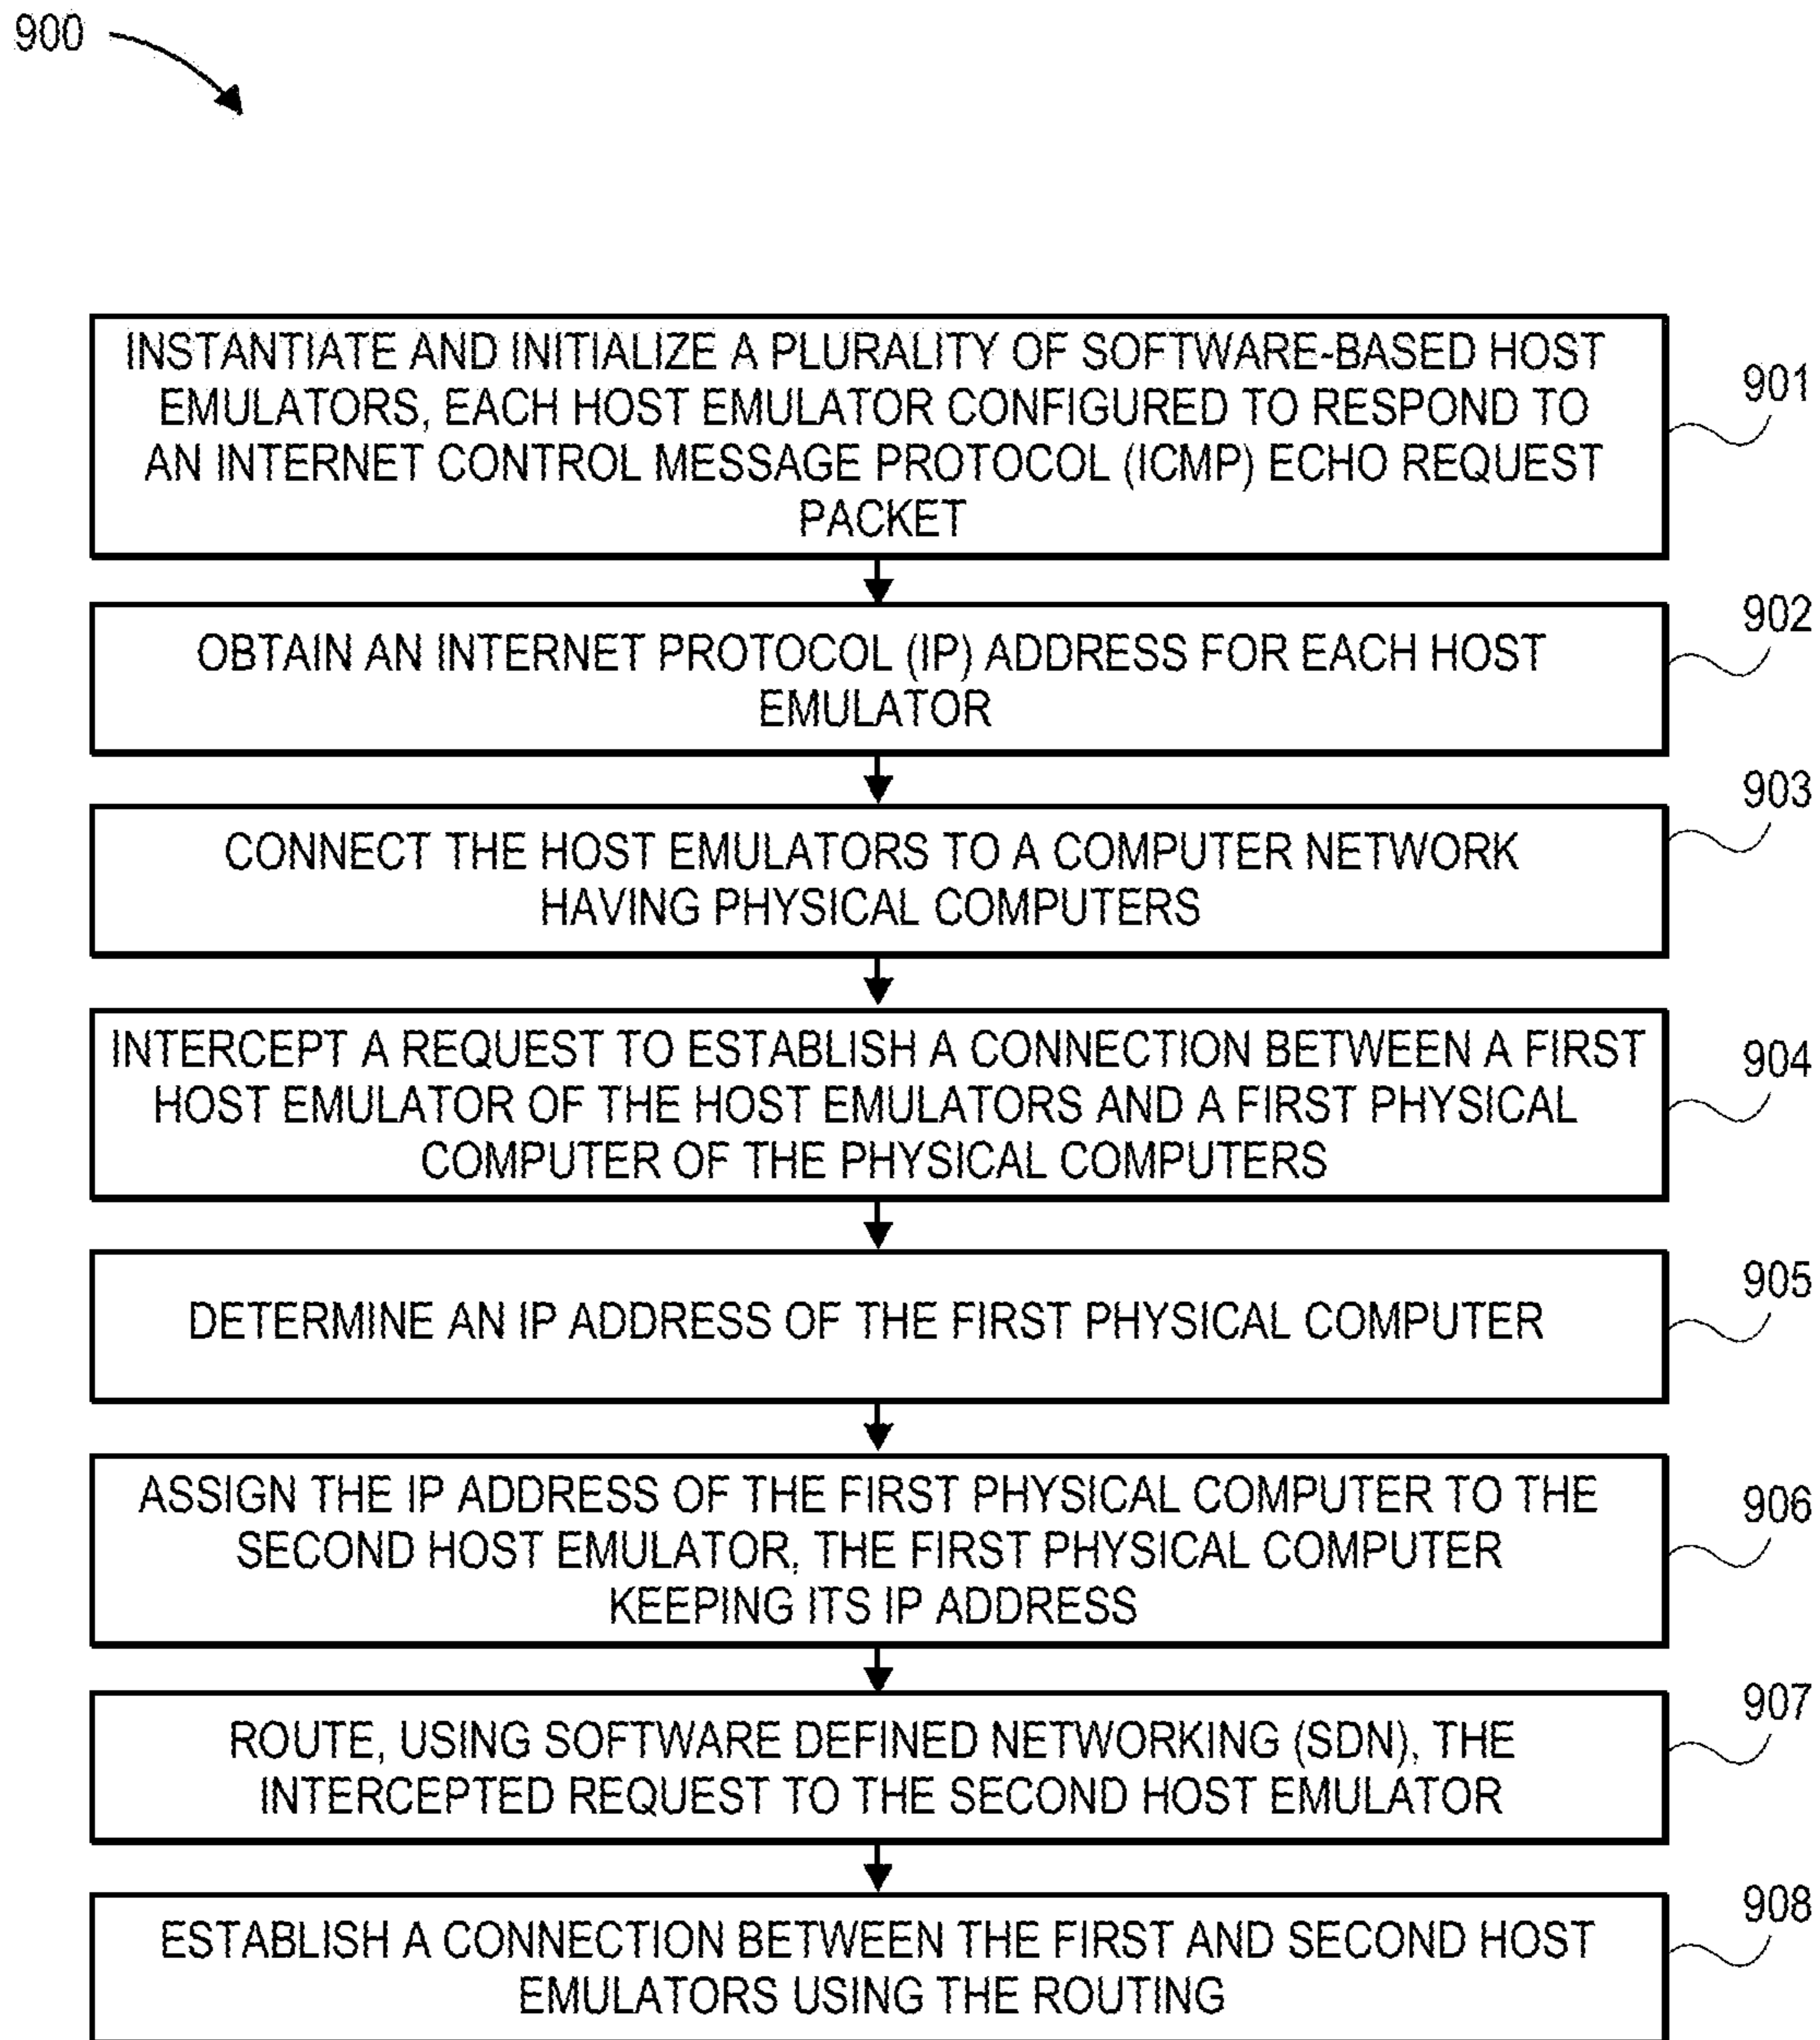 900
INSTANTIATE AND INITIALIZE A PLURALITY OF SOFTWARE-BASED HOST
EMULATORS, EACH HOST EMULATOR CONFIGURED TO RESPOND TO
AN INTERNET CONTROL MESSAGE PROTOCOL (ICMP) ECHO REQUEST
PACKET
901
OBTAIN AN INTERNET PROTOCOL (IP) ADDRESS FOR EACH HOST
EMULATOR
902
CONNECT THE HOST EMULATORS TO A COMPUTER NETWORK
HAVING PHYSICAL COMPUTERS
903
INTERCEPT A REQUEST TO ESTABLISH A CONNECTION BETWEEN A FIRST
HOST EMULATOR OF THE HOST EMULATORS AND A FIRST PHYSICAL
COMPUTER OF THE PHYSICAL COMPUTERS
904
DETERMINE AN IP ADDRESS OF THE FIRST PHYSICAL COMPUTER
905
ASSIGN THE IP ADDRESS OF THE FIRST PHYSICAL COMPUTER TO THE
SECOND HOST EMULATOR, THE FIRST PHYSICAL COMPUTER
KEEPING ITS IP ADDRESS
906
ROUTE, USING SOFTWARE DEFINED NETWORKING (SDN), THE
INTERCEPTED REQUEST TO THE SECOND HOST EMULATOR
907
ESTABLISH A CONNECTION BETWEEN THE FIRST AND SECOND HOST
EMULATORS USING THE ROUTING
908